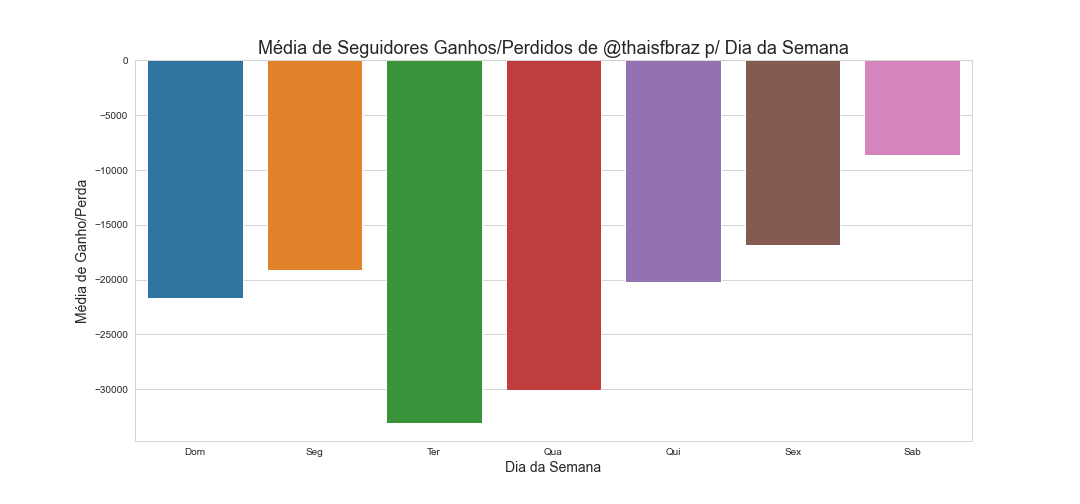 Média de Seguidores Ganhos/Perdidos de @thaisfbraz p/ Dia da Semana
0
−5000
−10000
−15000
−20000
−25000
−30000
Média de Ganho/Perda
Dom Seg Ter Qua Qui Sex Sab
Dia da Semana